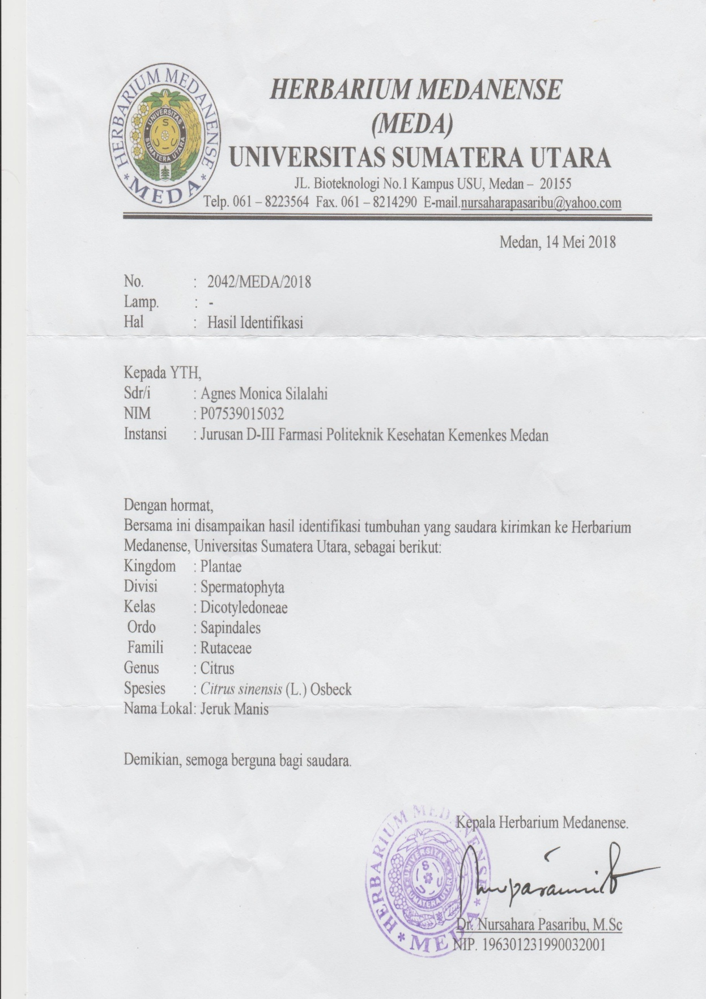 HERBARIUM MEDANENSE
MEDA
UNIVERSITAS
SUMATERA UTARA
S
U
U
HERBARIUM MEDANENSE
(MEDA)
UNIVERSITAS SUMATERA UTARA
JL. Bioteknologi No.1 Kampus USU, Medan – 20155
Telp. 061 – 8223564 Fax. 061 – 8214290 E-mail.nursaharapasaribu@yahoo.com
Medan, 14 Mei 2018
No. : 2042/MEDA/2018
Lamp. : -
Hal : Hasil Identifikasi
Kepada YTH,
Sdr/i : Agnes Monica Silalahi
NIM : P07539015032
Instansi : Jurusan D-III Farmasi Politeknik Kesehatan Kemenkes Medan
Dengan hormat,
Bersama ini disampaikan hasil identifikasi tumbuhan yang saudara kirimkan ke Herbarium
Medanense, Universitas Sumatera Utara, sebagai berikut:
Kingdom : Plantae
Divisi : Spermatophyta
Kelas : Dicotyledoneae
Ordo : Sapindales
Famili : Rutaceae
Genus : Citrus
Spesies : Citrus sinensis (L.) Osbeck
Nama Lokal: Jeruk Manis
Demikian, semoga berguna bagi saudara.
Kepala Herbarium Medanense.
HERBARIUM MEDANENSE
MEDA
UNIVERSITAS
SUMATERA UTARA
S
U
U
Dr. Nursahara Pasaribu, M.Sc
NIP. 196301231990032001